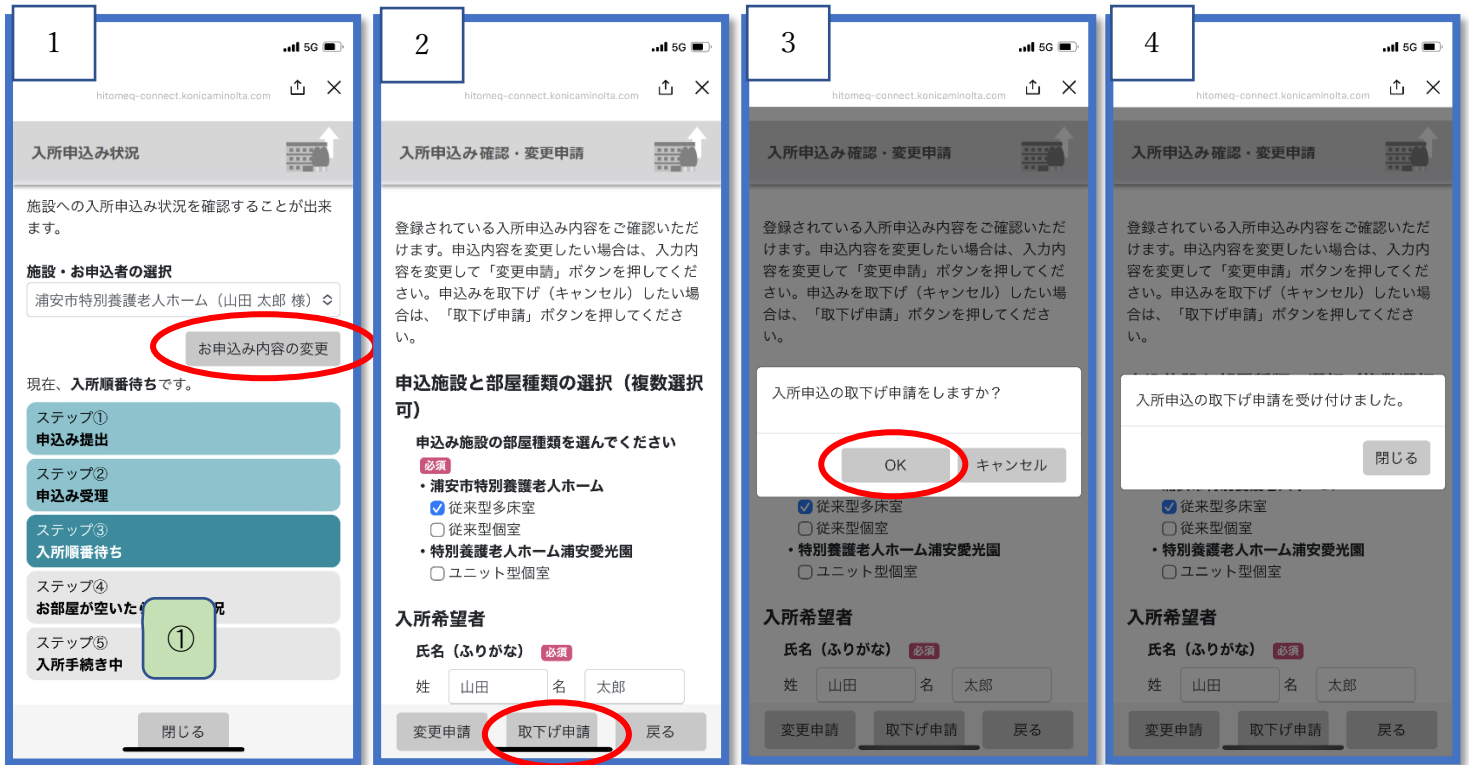 1
5G
hitomeq-connect.konicaminolta.com
入所申込み状況
施設への入所申込み状況を確認することが出来
ます。
施設・お申込者の選択
浦安市特別養護老人ホーム（山田 太郎 様）
お申込み内容の変更
現在、入所順番待ちです。
ステップ①
申込み提出
ステップ②
申込み受理
ステップ③
入所順番待ち
ステップ④
お部屋が空いた
況
ステップ⑤
入所手続き中
①
閉じる
2
5G
hitomeq-connect.konicaminolta.com
入所申込み確認・変更申請
登録されている入所申込み内容をご確認いただ
けます。申込内容を変更したい場合は、入力内
容を変更して「変更申請」ボタンを押してくだ
さい。申込みを取下げ（キャンセル）したい場
合は、「取下げ申請」ボタンを押してくださ
い。
申込施設と部屋種類の選択（複数選択
可）
申込み施設の部屋種類を選んでください
必須
・浦安市特別養護老人ホーム
従来型多床室
従来型個室
・特別養護老人ホーム浦安愛光園
ユニット型個室
入所希望者
氏名（ふりがな） 必須
姓 山田 名 太郎
変更申請 取下げ申請 戻る
3
5G
hitomeq-connect.konicaminolta.com
入所申込み確認・変更申請
登録されている入所申込み内容をご確認いただ
けます。申込内容を変更したい場合は、入力内
容を変更して「変更申請」ボタンを押してくだ
さい。申込みを取下げ（キャンセル）したい場
合は、「取下げ申請」ボタンを押してくださ
い。
入所申込の取下げ申請をしますか？
OK キャンセル
従来型多床室
従来型個室
・特別養護老人ホーム浦安愛光園
ユニット型個室
入所希望者
氏名（ふりがな） 必須
姓 山田 名 太郎
変更申請 取下げ申請 戻る
4
5G
hitomeq-connect.konicaminolta.com
入所申込み確認・変更申請
登録されている入所申込み内容をご確認いただ
けます。申込内容を変更したい場合は、入力内
容を変更して「変更申請」ボタンを押してくだ
さい。申込みを取下げ（キャンセル）したい場
合は、「取下げ申請」ボタンを押してくださ
い。
入所申込の取下げ申請を受け付けました。
閉じる
従来型多床室
従来型個室
・特別養護老人ホーム浦安愛光園
ユニット型個室
入所希望者
氏名（ふりがな） 必須
姓 山田 名 太郎
変更申請 取下げ申請 戻る